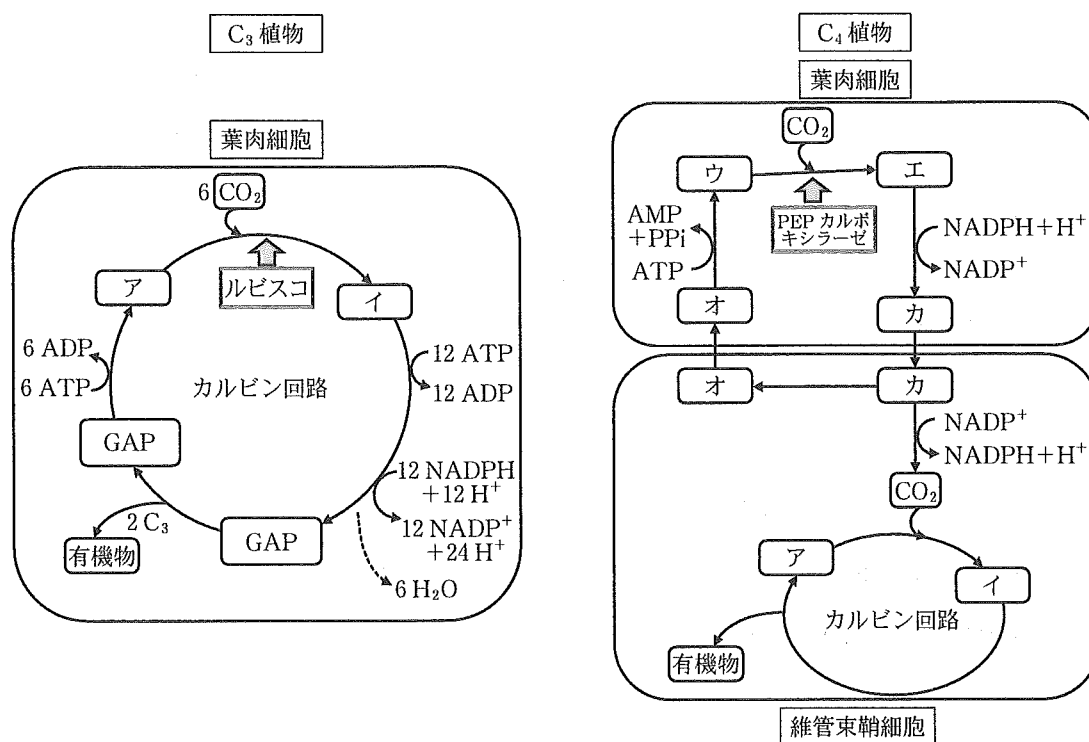 C₃ 植物
葉肉細胞
6 CO₂
ルビスコ
ア
イ
6 ADP
6 ATP
12 ATP
12 ADP
カルビン回路
GAP
12 NADPH
+12 H⁺
12 NADP⁺
+24 H⁺
2 C₃
有機物
GAP
6 H₂O
C₄ 植物
葉肉細胞
CO₂
ウ
エ
PEP カルボ
キシラーゼ
AMP
+PPi
ATP
NADPH+H⁺
NADP⁺
オ
カ
オ
カ
NADP⁺
NADPH+H⁺
CO₂
ア
イ
カルビン回路
有機物
維管束鞘細胞